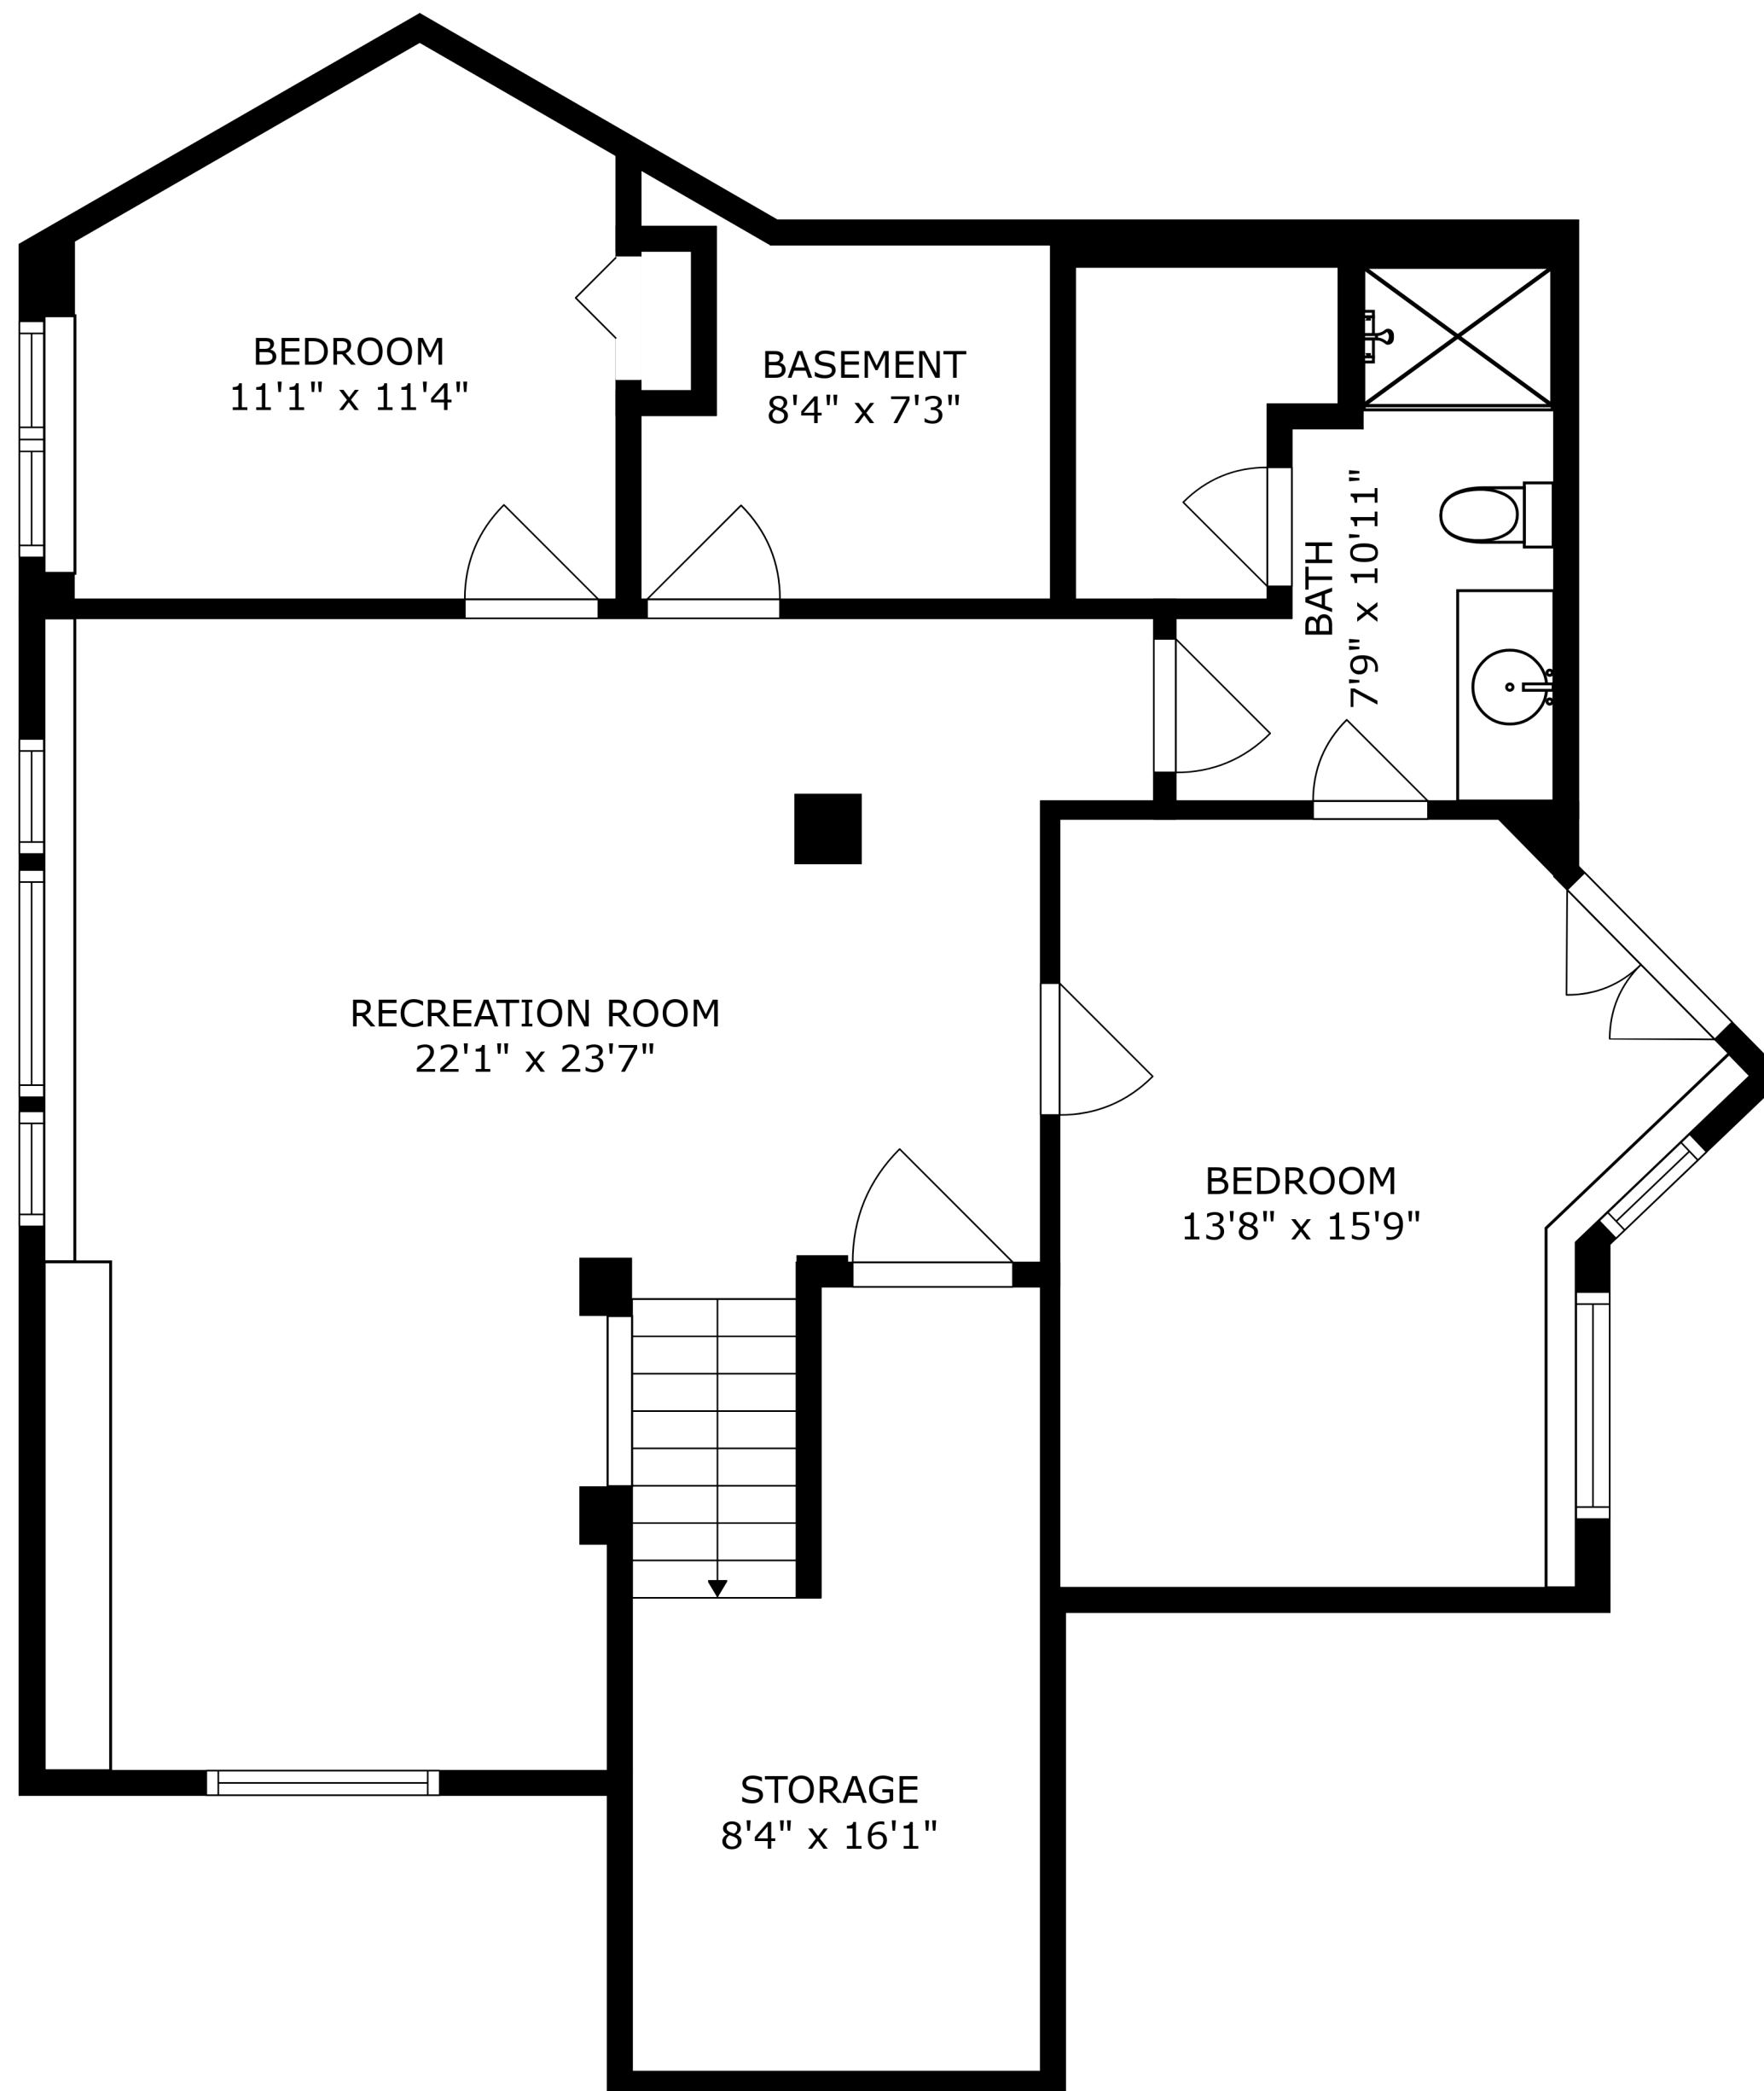 BEDROOM
11'1" x 11'4"
BASEMENT
8'4" x 7'3"
BATH
7'9" x 10'11"
RECREATION ROOM
22'1" x 23'7"
BEDROOM
13'8" x 15'9"
STORAGE
8'4" x 16'1"